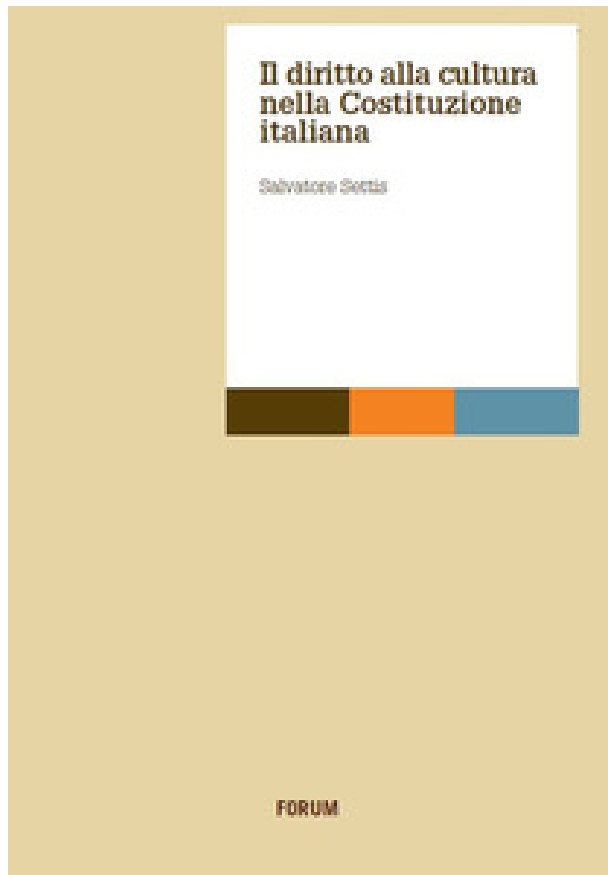 Il diritto alla cultura
nella Costituzione
italiana
Salvatore Settis
FORUM